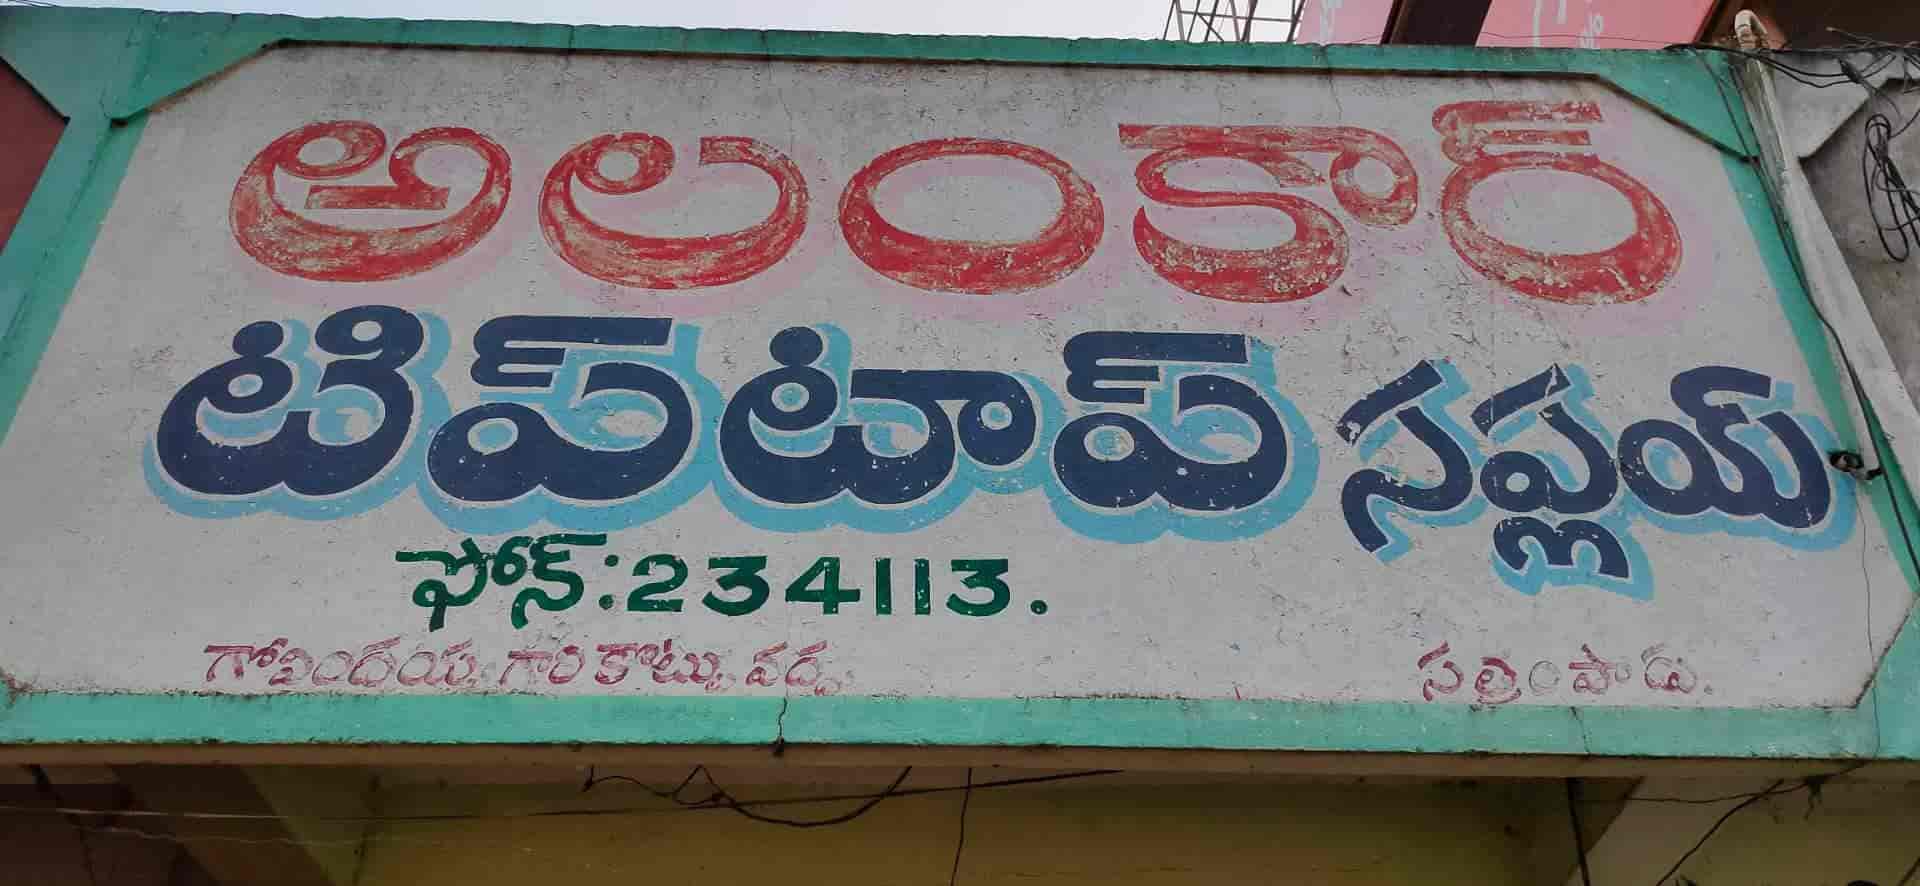 అలంకార్
టిప్ టాప్ సప్లయ్
ఫోన్: 234113.
గోవిందయ్య గారి కొట్టు వద్ద, సత్రంపాడు.